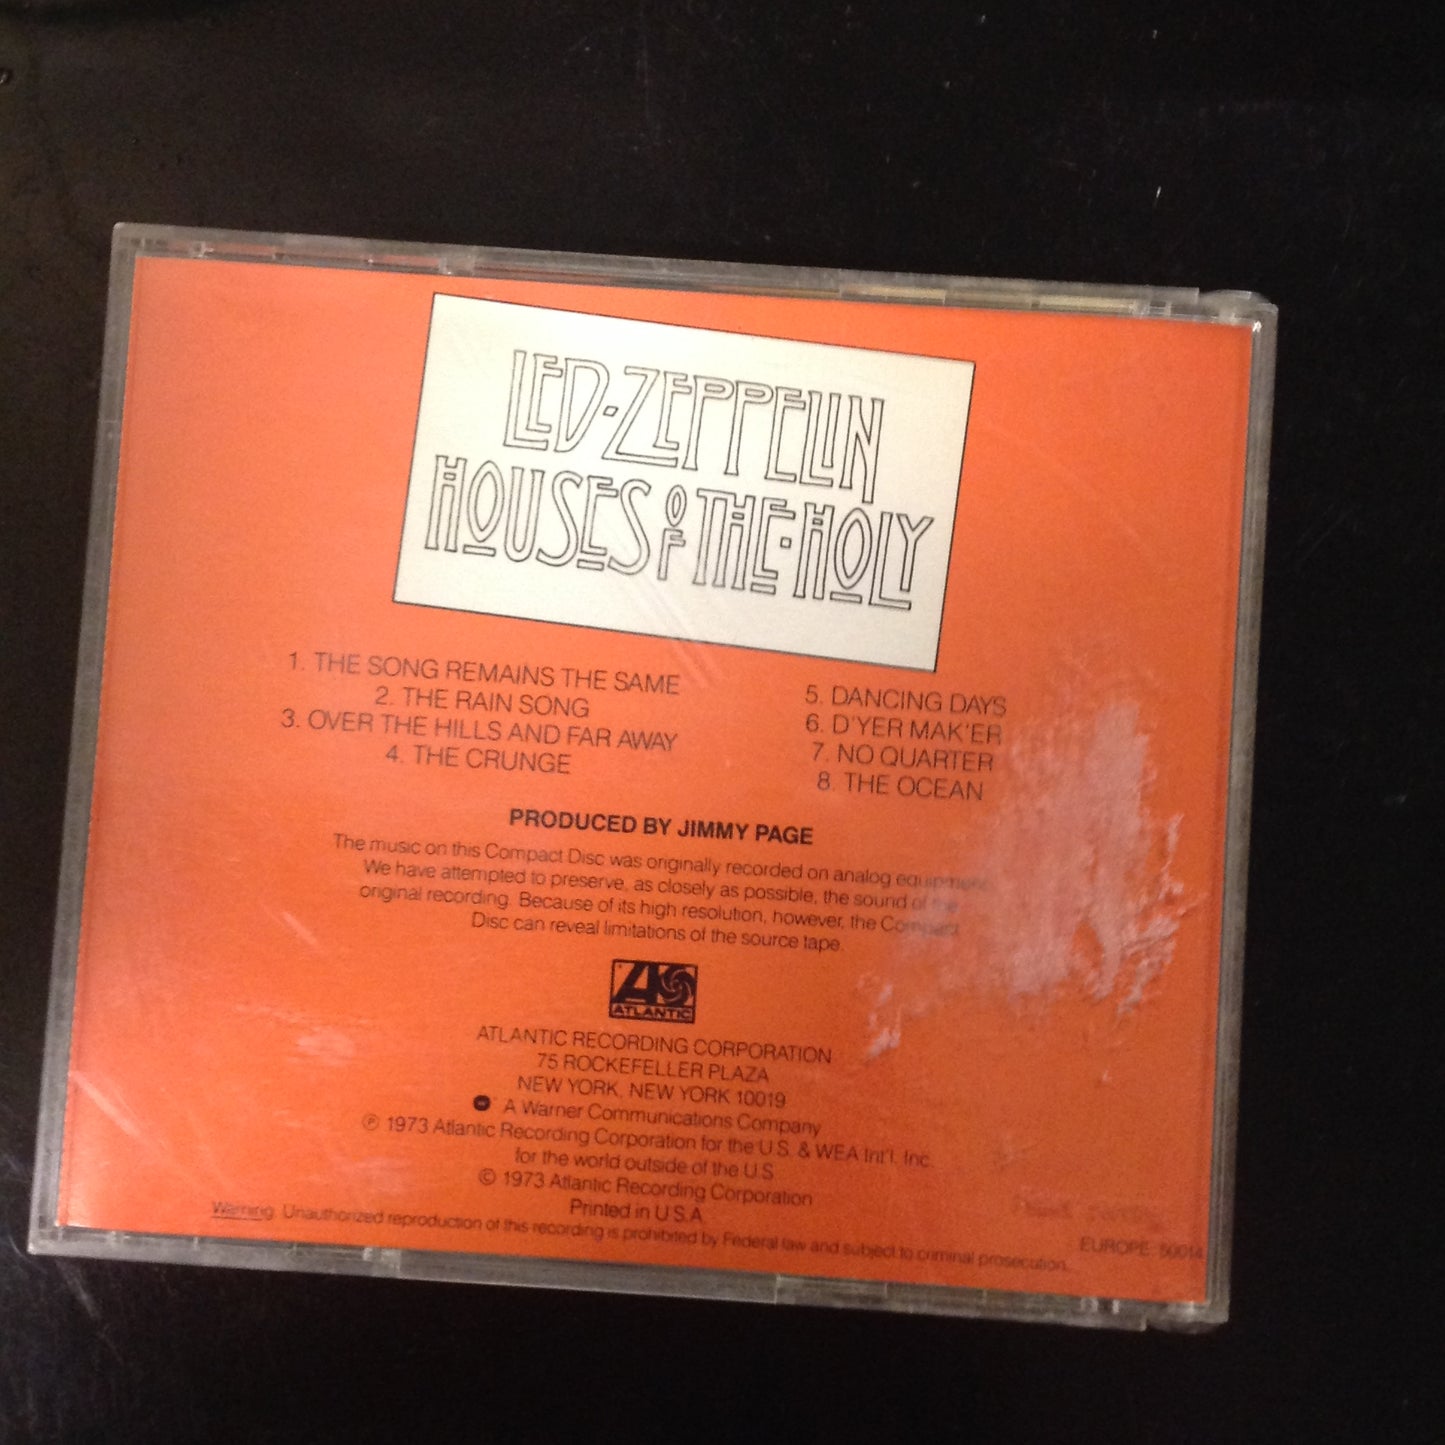 LED·ZEPPELIN
HOUSES OF THE·HOLY
1. THE SONG REMAINS THE SAME
2. THE RAIN SONG
3. OVER THE HILLS AND FAR AWAY
4. THE CRUNGE
5. DANCING DAYS
6. D'YER MAK'ER
7. NO QUARTER
8. THE OCEAN
PRODUCED BY JIMMY PAGE
The music on this Compact Disc was originally recorded on analog equipment.
We have attempted to preserve, as closely as possible, the sound of the
original recording. Because of its high resolution, however, the Compact
Disc can reveal limitations of the source tape.
ATLANTIC
ATLANTIC RECORDING CORPORATION
75 ROCKEFELLER PLAZA
NEW YORK, NEW YORK 10019
A Warner Communications Company
℗ 1973 Atlantic Recording Corporation for the U.S. & WEA Int'l. Inc.
for the world outside of the U.S.
© 1973 Atlantic Recording Corporation
Printed in U.S.A.
Warning: Unauthorized reproduction of this recording is prohibited by Federal law and subject to criminal prosecution.
EUROPE: 50014